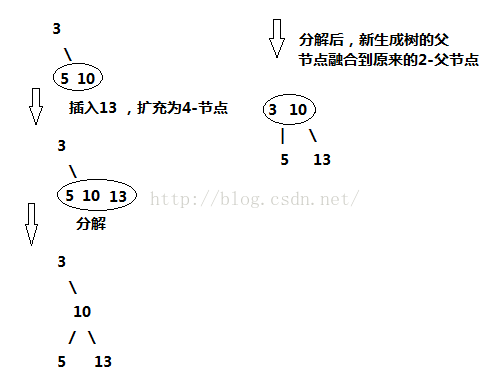 3
\
5 10
插入13 ，扩充为4-节点
3
\
5 10 13
分解
3
\
10
/ \
5 13
分解后，新生成树的父
节点融合到原来的2-父节点
3 10
| \
5 13
http://blog.csdn.net/